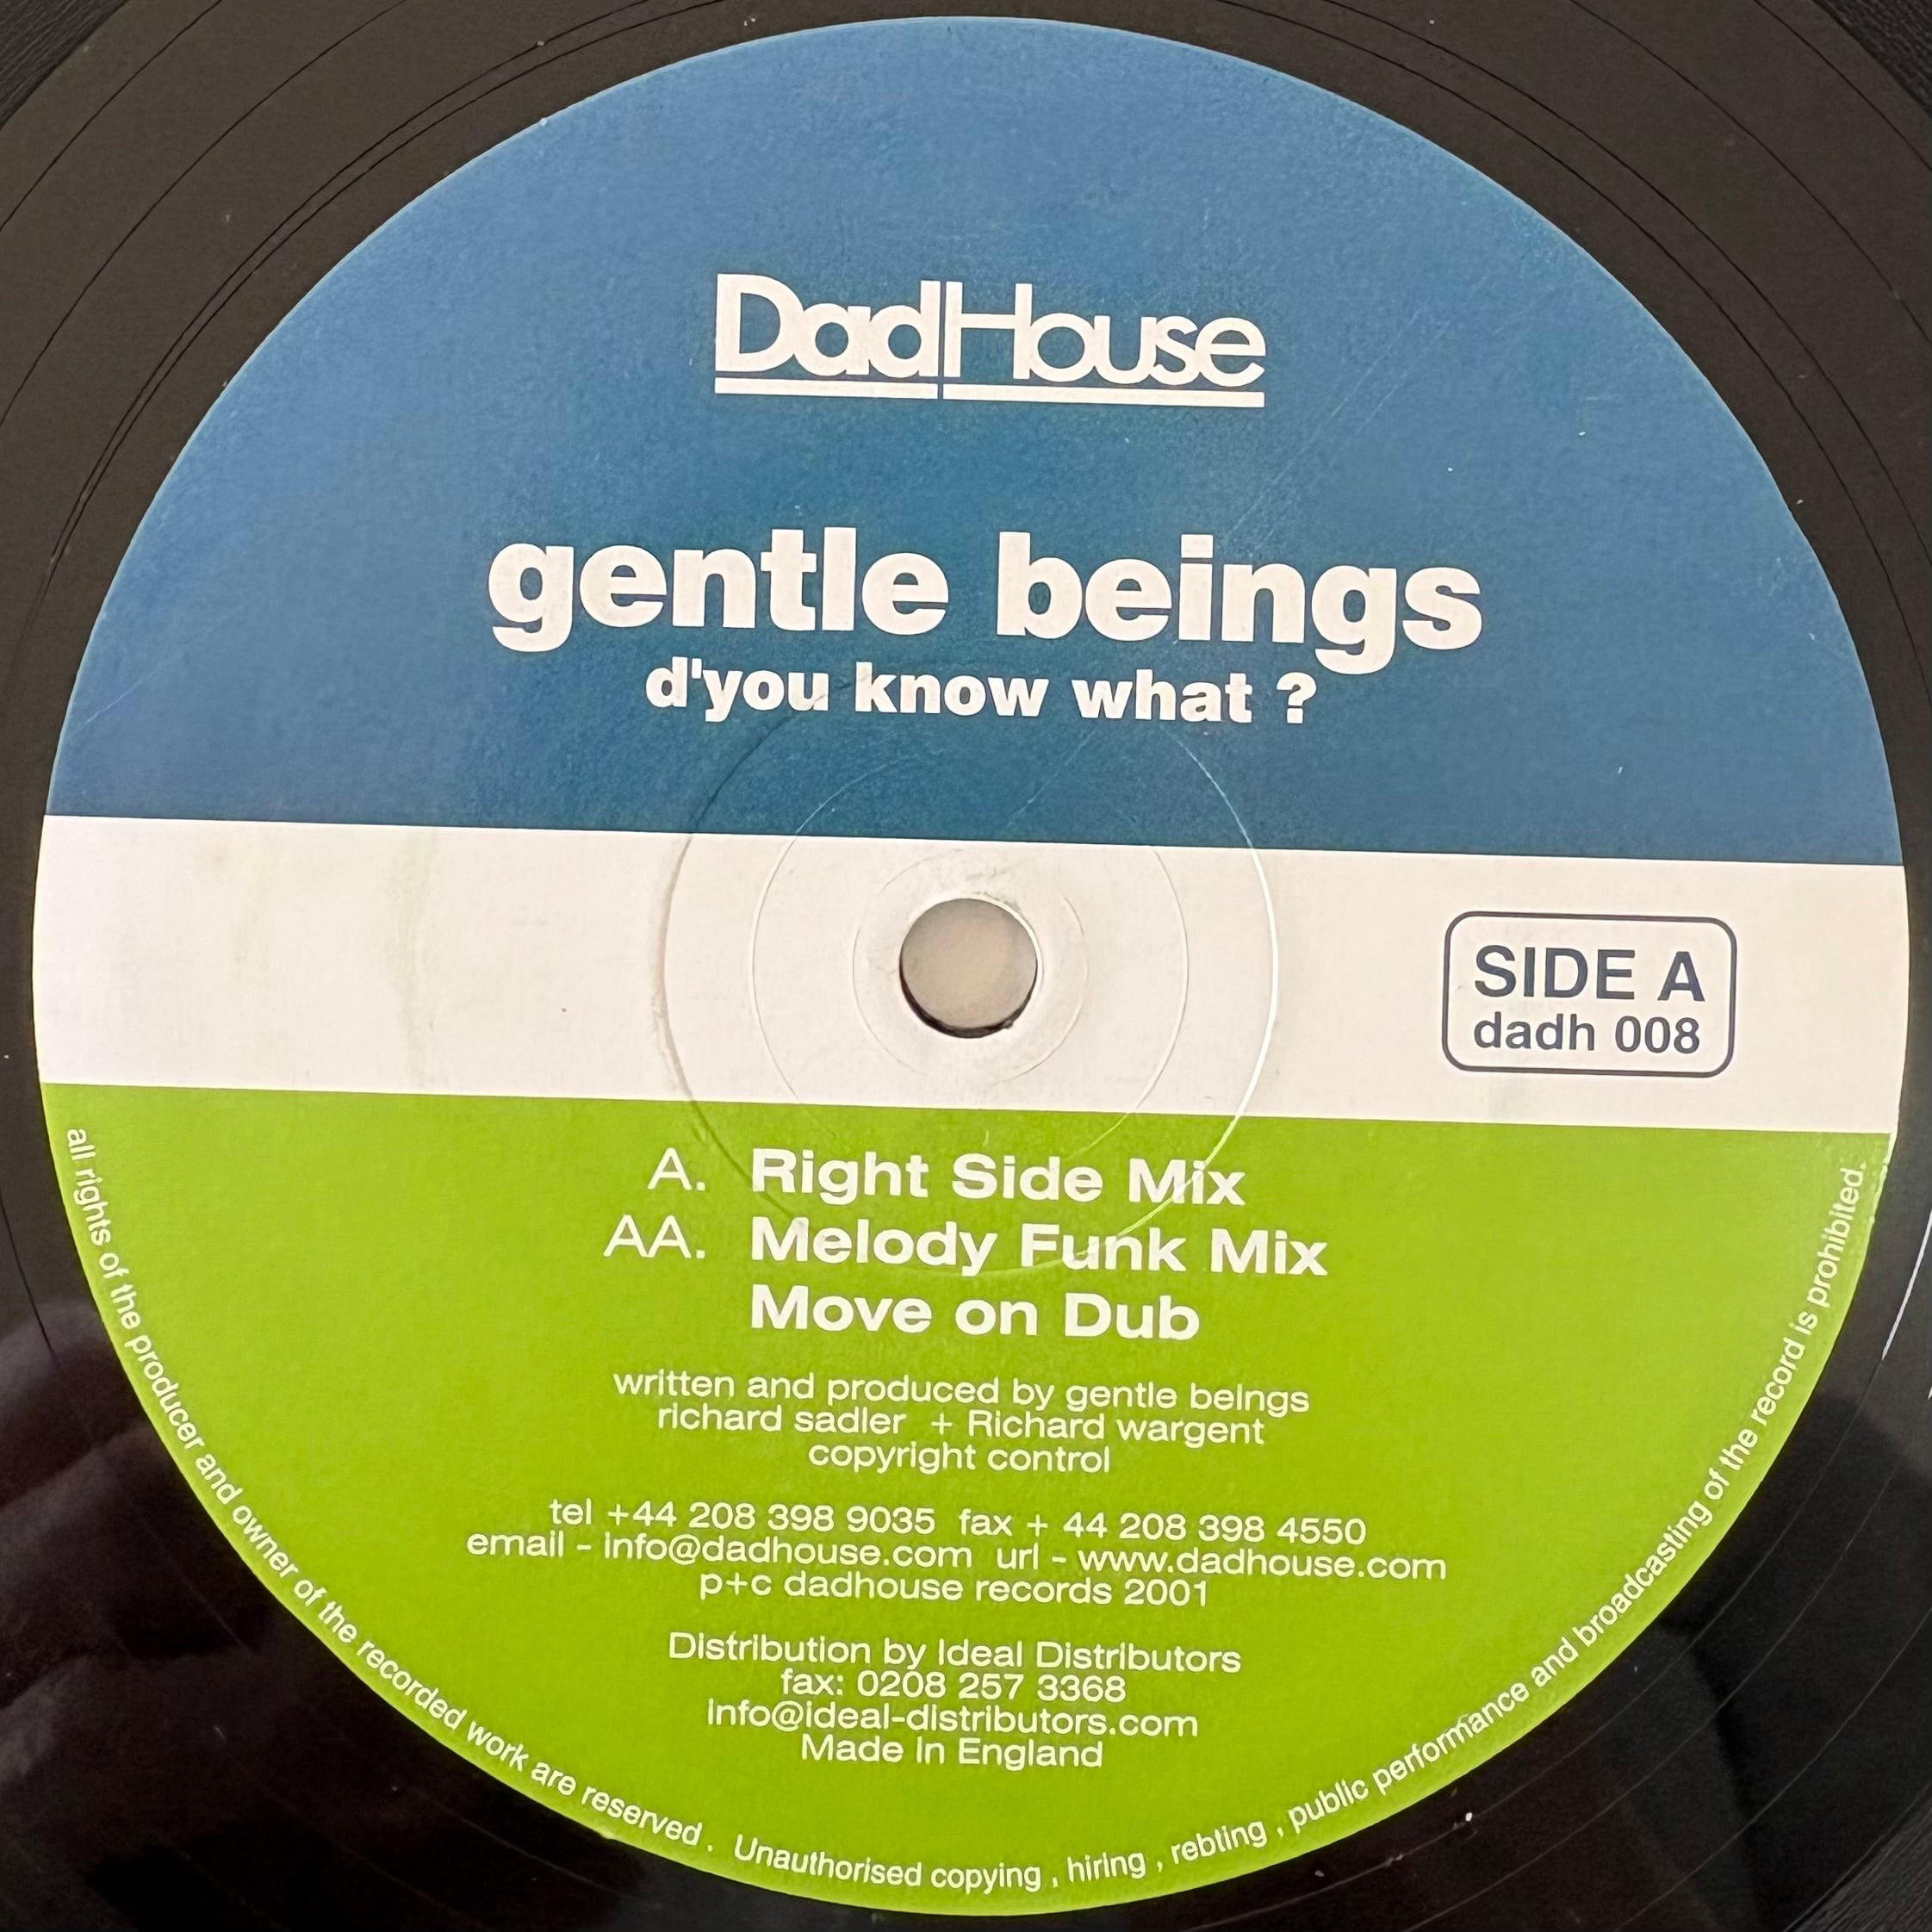 DadHouse
gentle beings
d'you know what ?
SIDE A
dadh 008
A. Right Side Mix
AA. Melody Funk Mix
Move on Dub
written and produced by gentle beings
richard sadler + Richard wargent
copyright control
tel +44 208 398 9035 fax + 44 208 398 4550
email - info@dadhouse.com url - www.dadhouse.com
p+c dadhouse records 2001
Distribution by Ideal Distributors
fax: 0208 257 3368
info@ideal-distributors.com
Made in England
all rights of the producer and owner of the recorded work are reserved . Unauthorised copying , hiring , rebting , public performance and broadcasting of the record is prohibited.